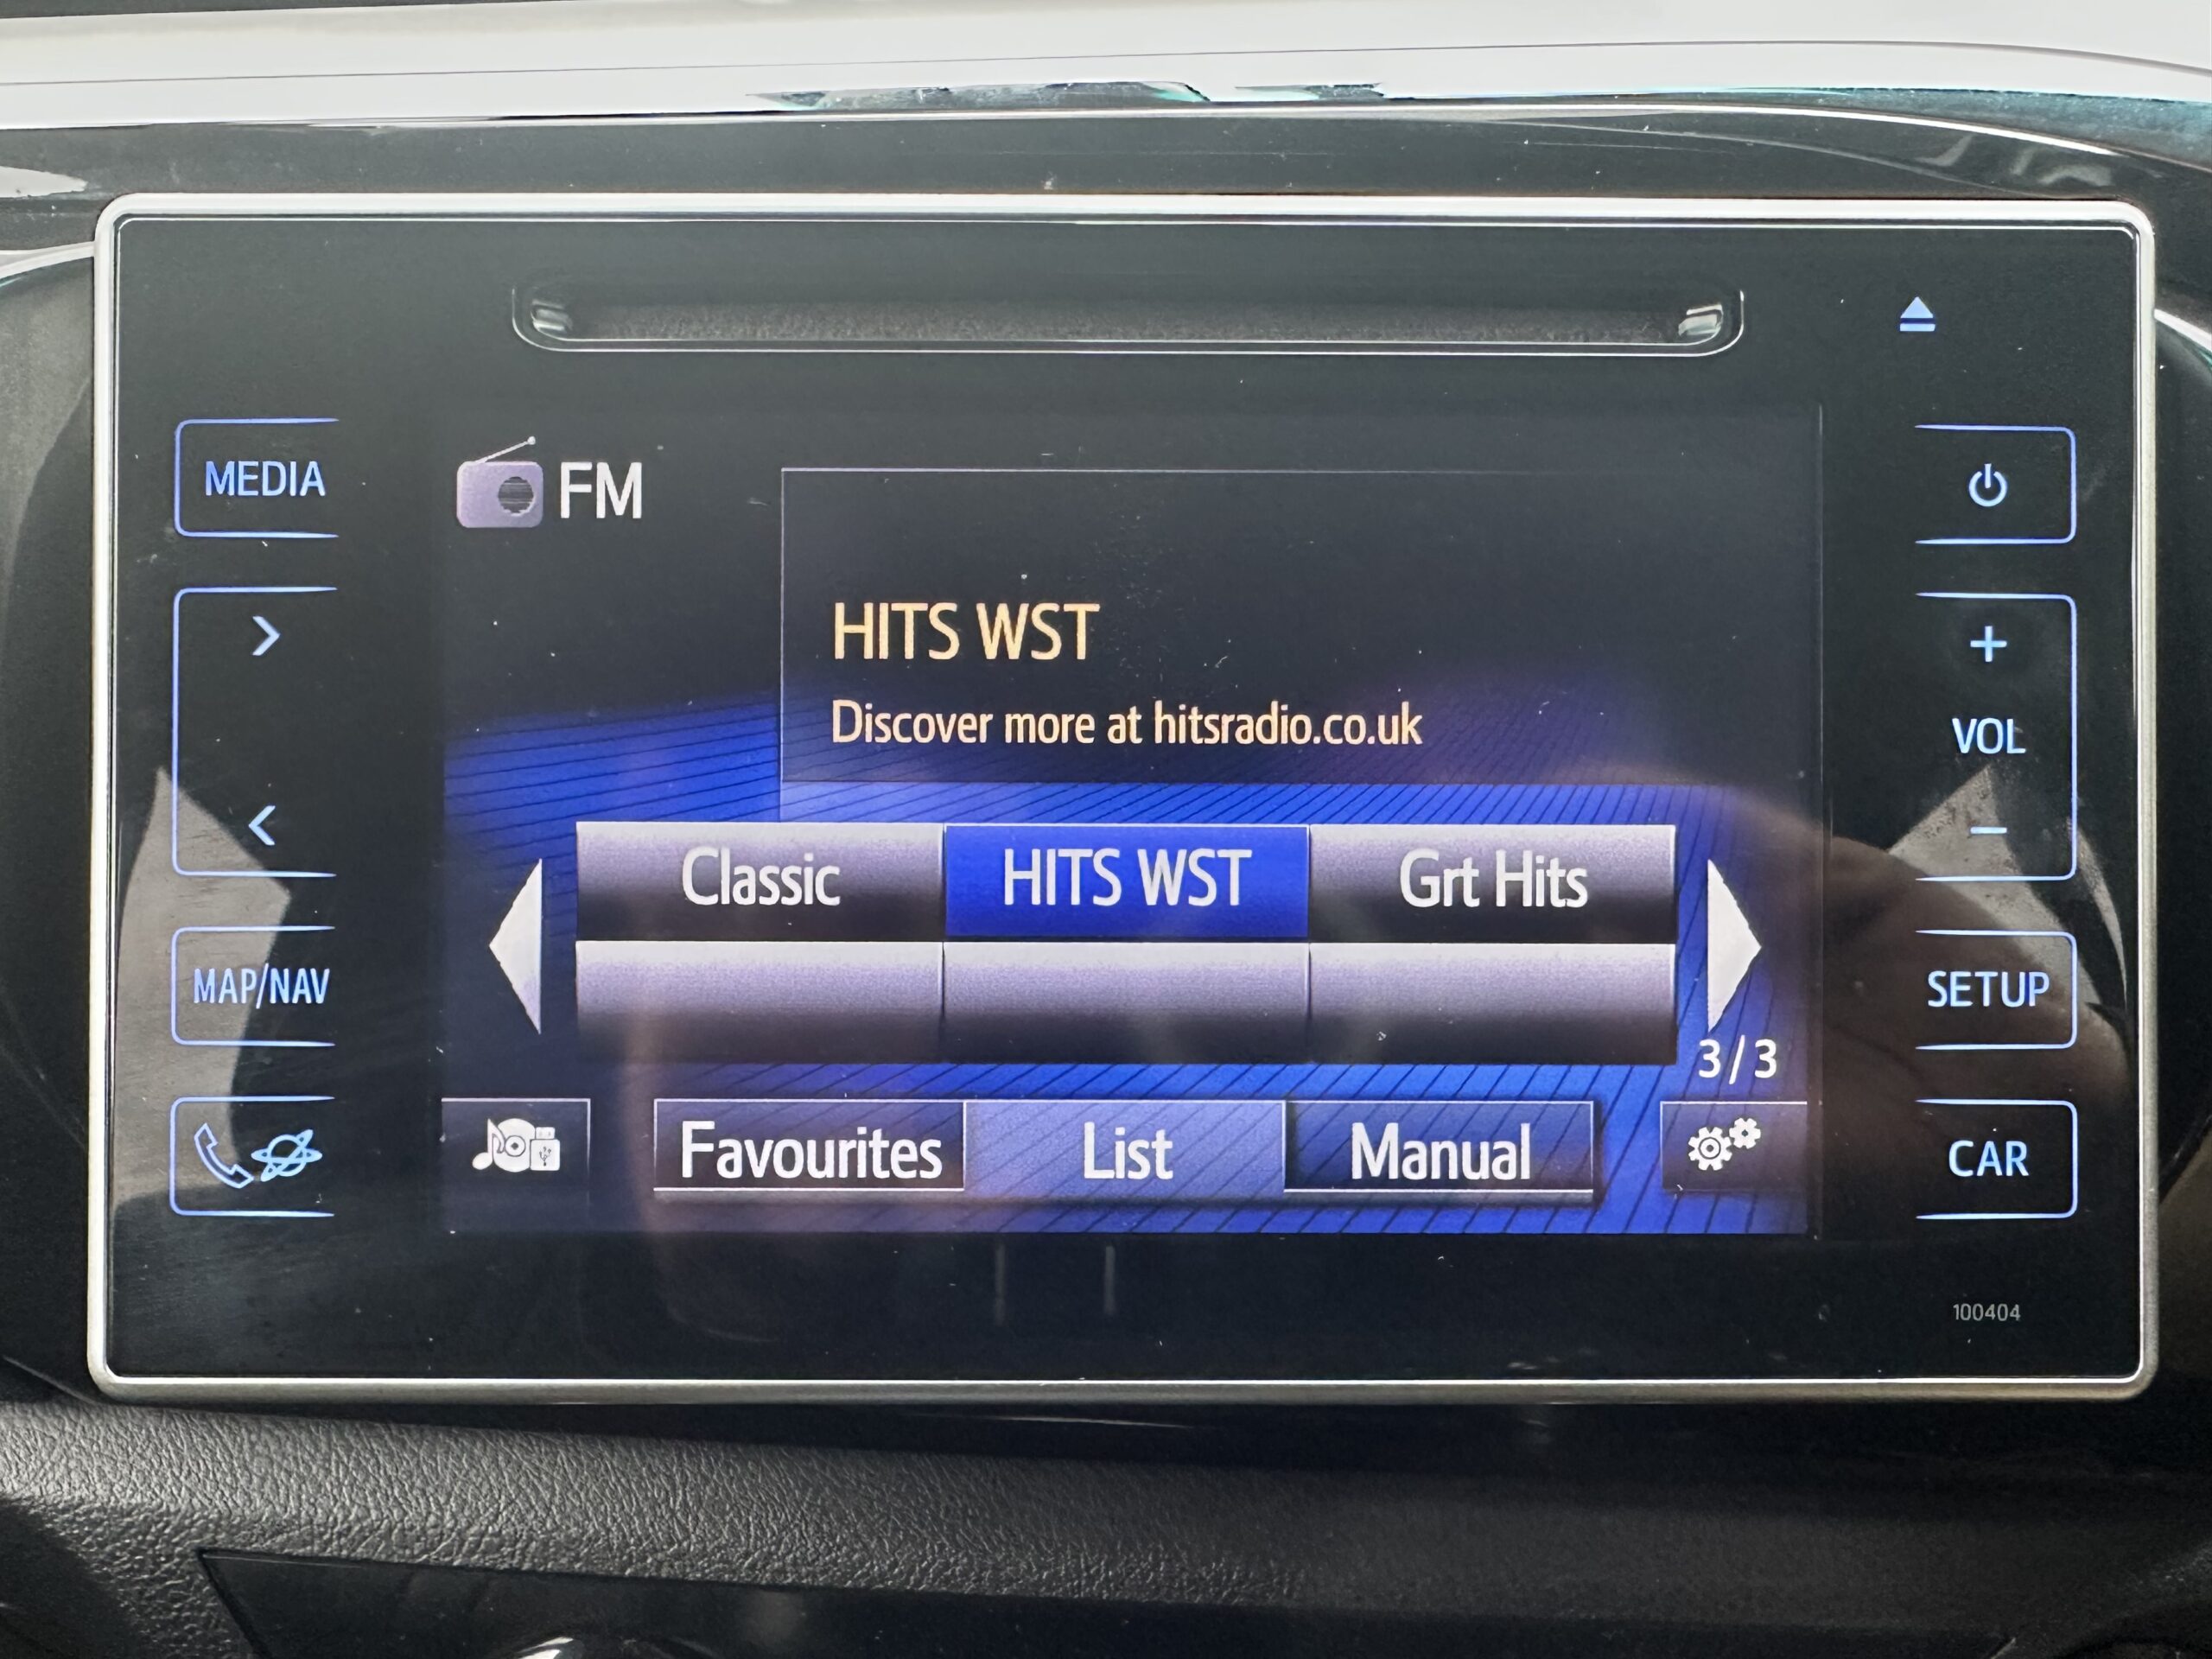 MEDIA
FM
HITS WST
Discover more at hitsradio.co.uk
+
VOL
-
Classic HITS WST Grt Hits
MAP/NAV
SETUP
3/3
Favourites List Manual
CAR
100404